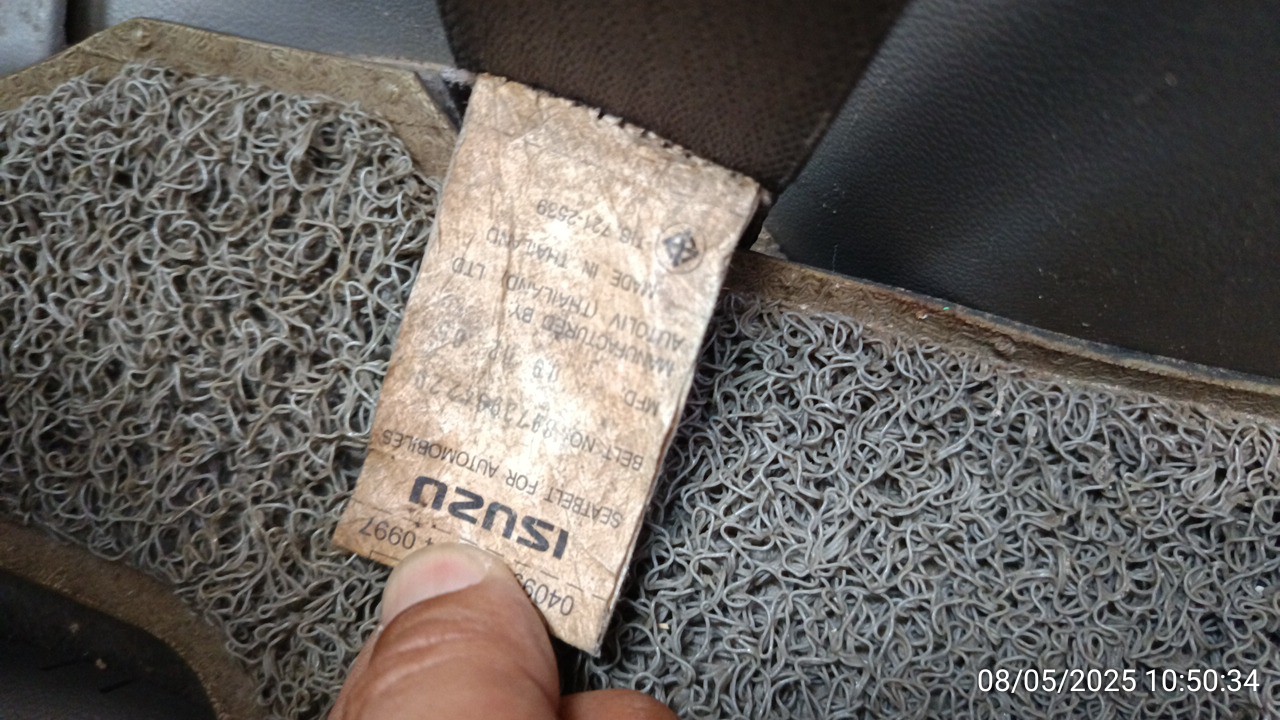 ISUZU
SEATBELT FOR AUTOMOBILES
BELT-NO.
MFD.
MANUFACTURED BY
AUTOLIV (THAILAND) LTD
MADE IN THAILAND
TIS 721-2539
08/05/2025 10:50:34